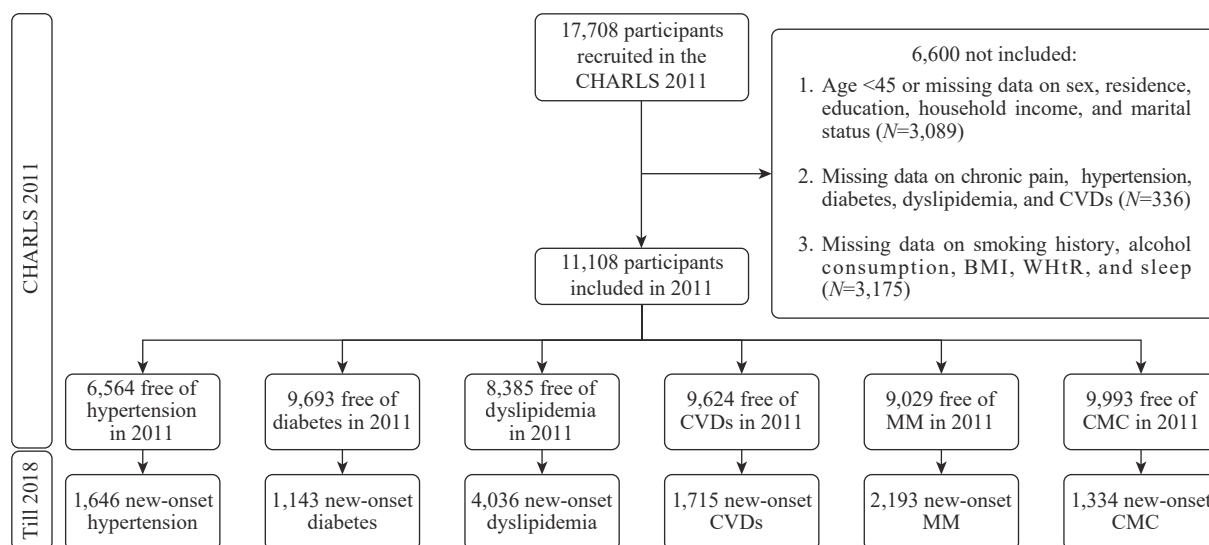 17,708 participants
recruited in the
CHARLS 2011
6,600 not included:
1. Age <45 or missing data on sex, residence,
education, household income, and marital
status (N=3,089)
2. Missing data on chronic pain, hypertension,
diabetes, dyslipidemia, and CVDs (N=336)
3. Missing data on smoking history, alcohol
consumption, BMI, WHtR, and sleep
(N=3,175)
CHARLS 2011
11,108 participants
included in 2011
6,564 free of
hypertension
in 2011
9,693 free of
diabetes in 2011
8,385 free of
dyslipidemia
in 2011
9,624 free of
CVDs in 2011
9,029 free of
MM in 2011
9,993 free of
CMC in 2011
Till 2018
1,646 new-onset
hypertension
1,143 new-onset
diabetes
4,036 new-onset
dyslipidemia
1,715 new-onset
CVDs
2,193 new-onset
MM
1,334 new-onset
CMC